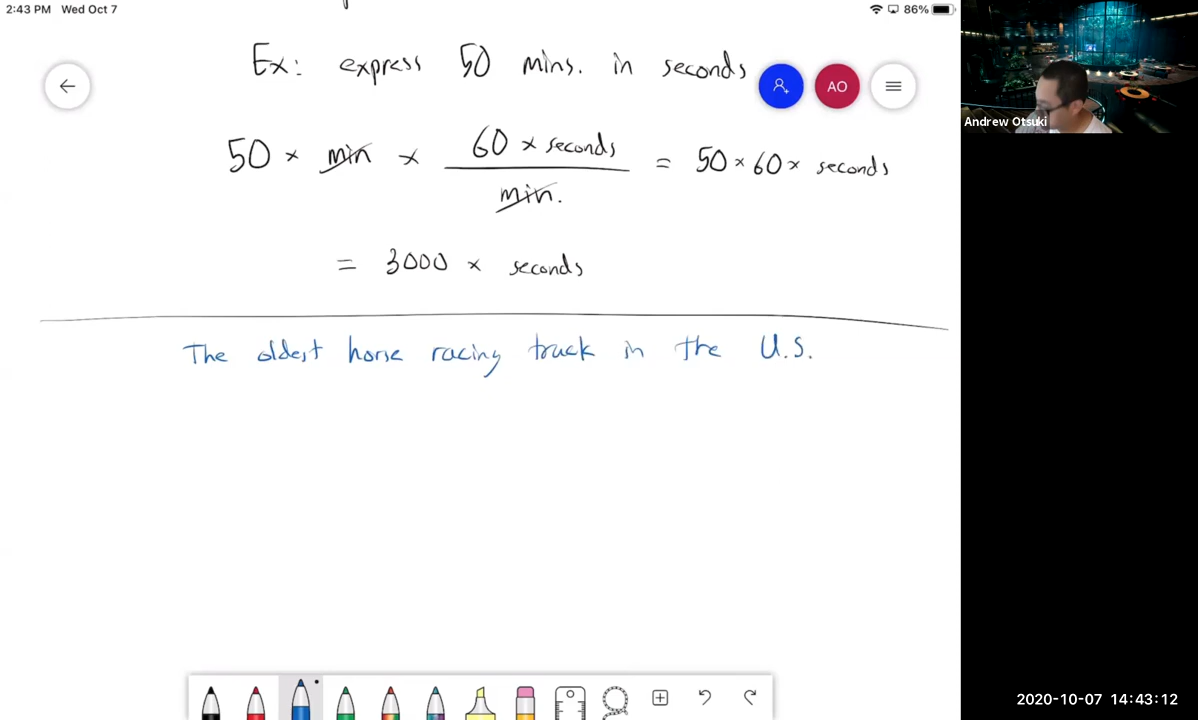 2:43 PM Wed Oct 7
86%
Ex: express 50 mins. in seconds
AO
Andrew Otsuki
50 × min × 60 × seconds / min. = 50 × 60 × seconds
= 3000 × seconds
The oldest horse racing track in the U.S.
2020-10-07 14:43:12